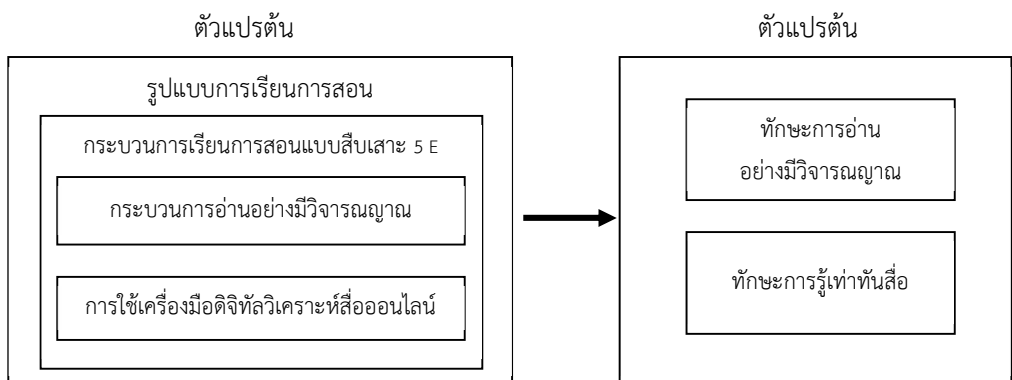 ตัวแปรต้น
รูปแบบการเรียนการสอน
กระบวนการเรียนการสอนแบบสืบเสาะ 5 E
กระบวนการอ่านอย่างมีวิจารณญาณ
การใช้เครื่องมือดิจิทัลวิเคราะห์สื่อออนไลน์
ตัวแปรต้น
ทักษะการอ่าน
อย่างมีวิจารณญาณ
ทักษะการรู้เท่าทันสื่อ